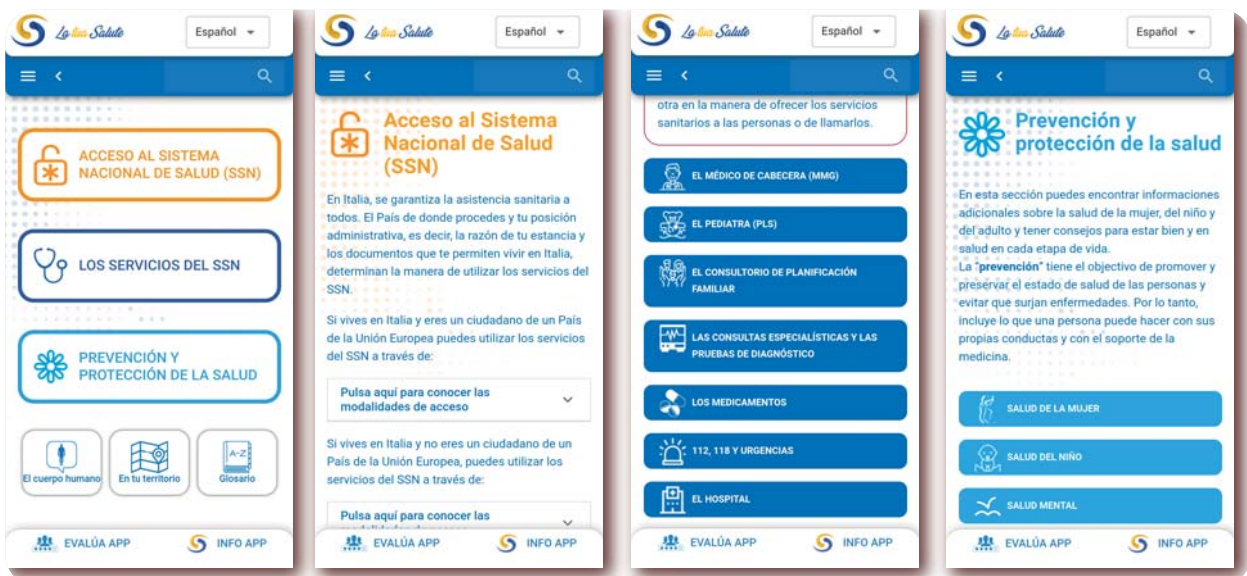 La tua Salute
Español
ACCESO AL SISTEMA
NACIONAL DE SALUD (SSN)
LOS SERVICIOS DEL SSN
PREVENCIÓN Y
PROTECCIÓN DE LA SALUD
El cuerpo humano
En tu territorio
A-Z
Glosario
EVALÚA APP
INFO APP
La tua Salute
Español
Acceso al Sistema
Nacional de Salud
(SSN)
En Italia, se garantiza la asistencia sanitaria a
todos. El País de donde procedes y tu posición
administrativa, es decir, la razón de tu estancia y
los documentos que te permiten vivir en Italia,
determinan la manera de utilizar los servicios del
SSN.
Si vives en Italia y eres un ciudadano de un País
de la Unión Europea puedes utilizar los servicios
del SSN a través de:
Pulsa aquí para conocer las
modalidades de acceso
Si vives en Italia y no eres un ciudadano de un
País de la Unión Europea, puedes utilizar los
servicios del SSN a través de:
Pulsa aquí para conocer las
EVALÚA APP
INFO APP
La tua Salute
Español
otra en la manera de ofrecer los servicios
sanitarios a las personas o de llamarlos.
EL MÉDICO DE CABECERA (MMG)
EL PEDIATRA (PLS)
EL CONSULTORIO DE PLANIFICACIÓN
FAMILIAR
LAS CONSULTAS ESPECIALÍSTICAS Y LAS
PRUEBAS DE DIAGNÓSTICO
LOS MEDICAMENTOS
112, 118 Y URGENCIAS
EL HOSPITAL
EVALÚA APP
INFO APP
La tua Salute
Español
Prevención y
protección de la salud
En esta sección puedes encontrar informaciones
adicionales sobre la salud de la mujer, del niño y
del adulto y tener consejos para estar bien y en
salud en cada etapa de vida.
La "prevención" tiene el objectivo de promover y
preservar el estado de salud de las personas y
evitar que surjan enfermedades. Por lo tanto,
incluye lo que una persona puede hacer con sus
propias conductas y con el soporte de la
medicina.
SALUD DE LA MUJER
SALUD DEL NIÑO
SALUD MENTAL
EVALÚA APP
INFO APP